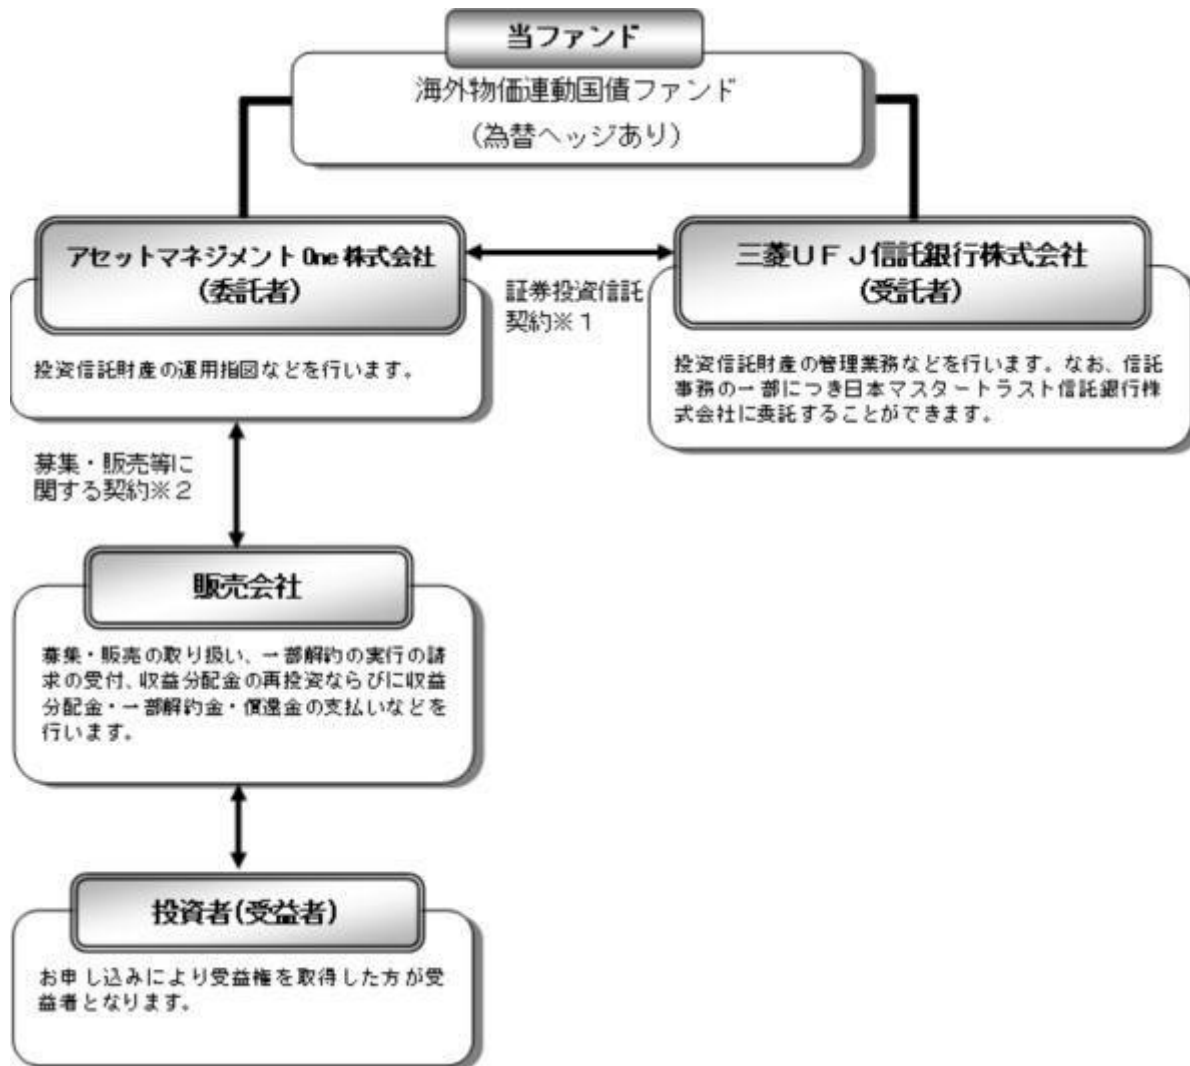 当ファンド
海外物価連動国債ファンド
(為替ヘッジあり)
アセットマネジメントOne株式会社
(委託者)
投資信託財産の運用指図などを行います。
証券投資信託
契約※1
三菱UFJ信託銀行株式会社
(受託者)
投資信託財産の管理業務などを行います。なお、信託
事務の一部につき日本マスタートラスト信託銀行株
式会社に委託することができます。
募集・販売等に
関する契約※2
販売会社
募集・販売の取り扱い、一部解約の実行の請
求の受付、収益分配金の再投資ならびに収益
分配金・一部解約金・償還金の支払いなどを
行います。
投資者(受益者)
お申し込みにより受益権を取得した方が受
益者となります。